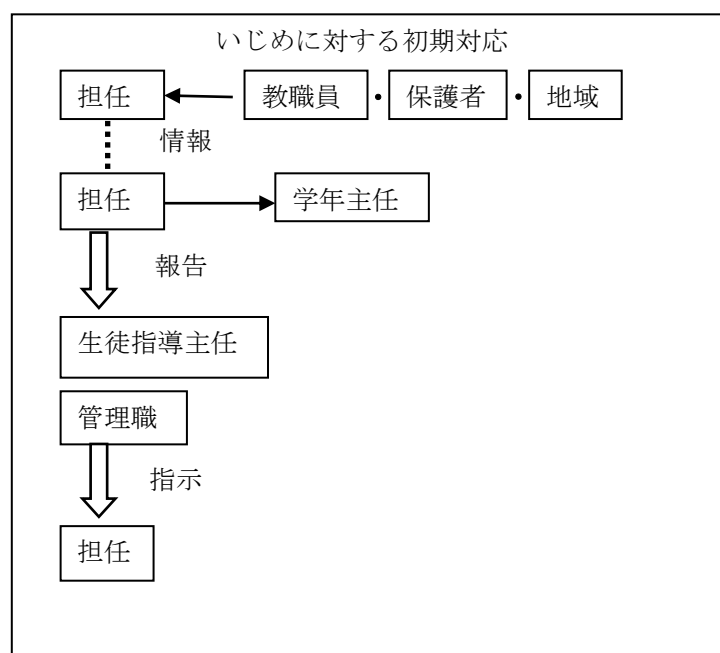 いじめに対する初期対応
担任 教職員・保護者・地域
情報
担任 学年主任
報告
生徒指導主任
管理職
指示
担任